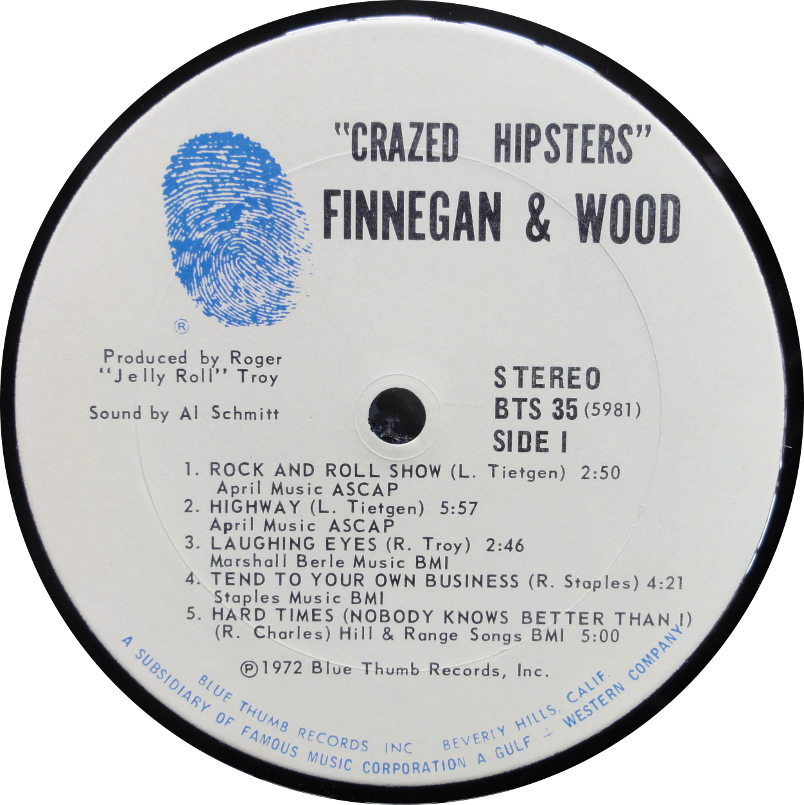 "CRAZED HIPSTERS"
FINNEGAN & WOOD
®
Produced by Roger
"Jelly Roll" Troy
Sound by Al Schmitt
STEREO
BTS 35 (5981)
SIDE I
1. ROCK AND ROLL SHOW (L. Tietgen) 2:50
April Music ASCAP
2. HIGHWAY (L. Tietgen) 5:57
April Music ASCAP
3. LAUGHING EYES (R. Troy) 2:46
Marshall Berle Music BMI
4. TEND TO YOUR OWN BUSINESS (R. Staples) 4:21
Staples Music BMI
5. HARD TIMES (NOBODY KNOWS BETTER THAN I)
(R. Charles) Hill & Range Songs BMI 5:00
℗1972 Blue Thumb Records, Inc.
BLUE THUMB RECORDS, INC BEVERLY HILLS, CALIF.
A SUBSIDIARY OF FAMOUS MUSIC CORPORATION A GULF + WESTERN COMPANY